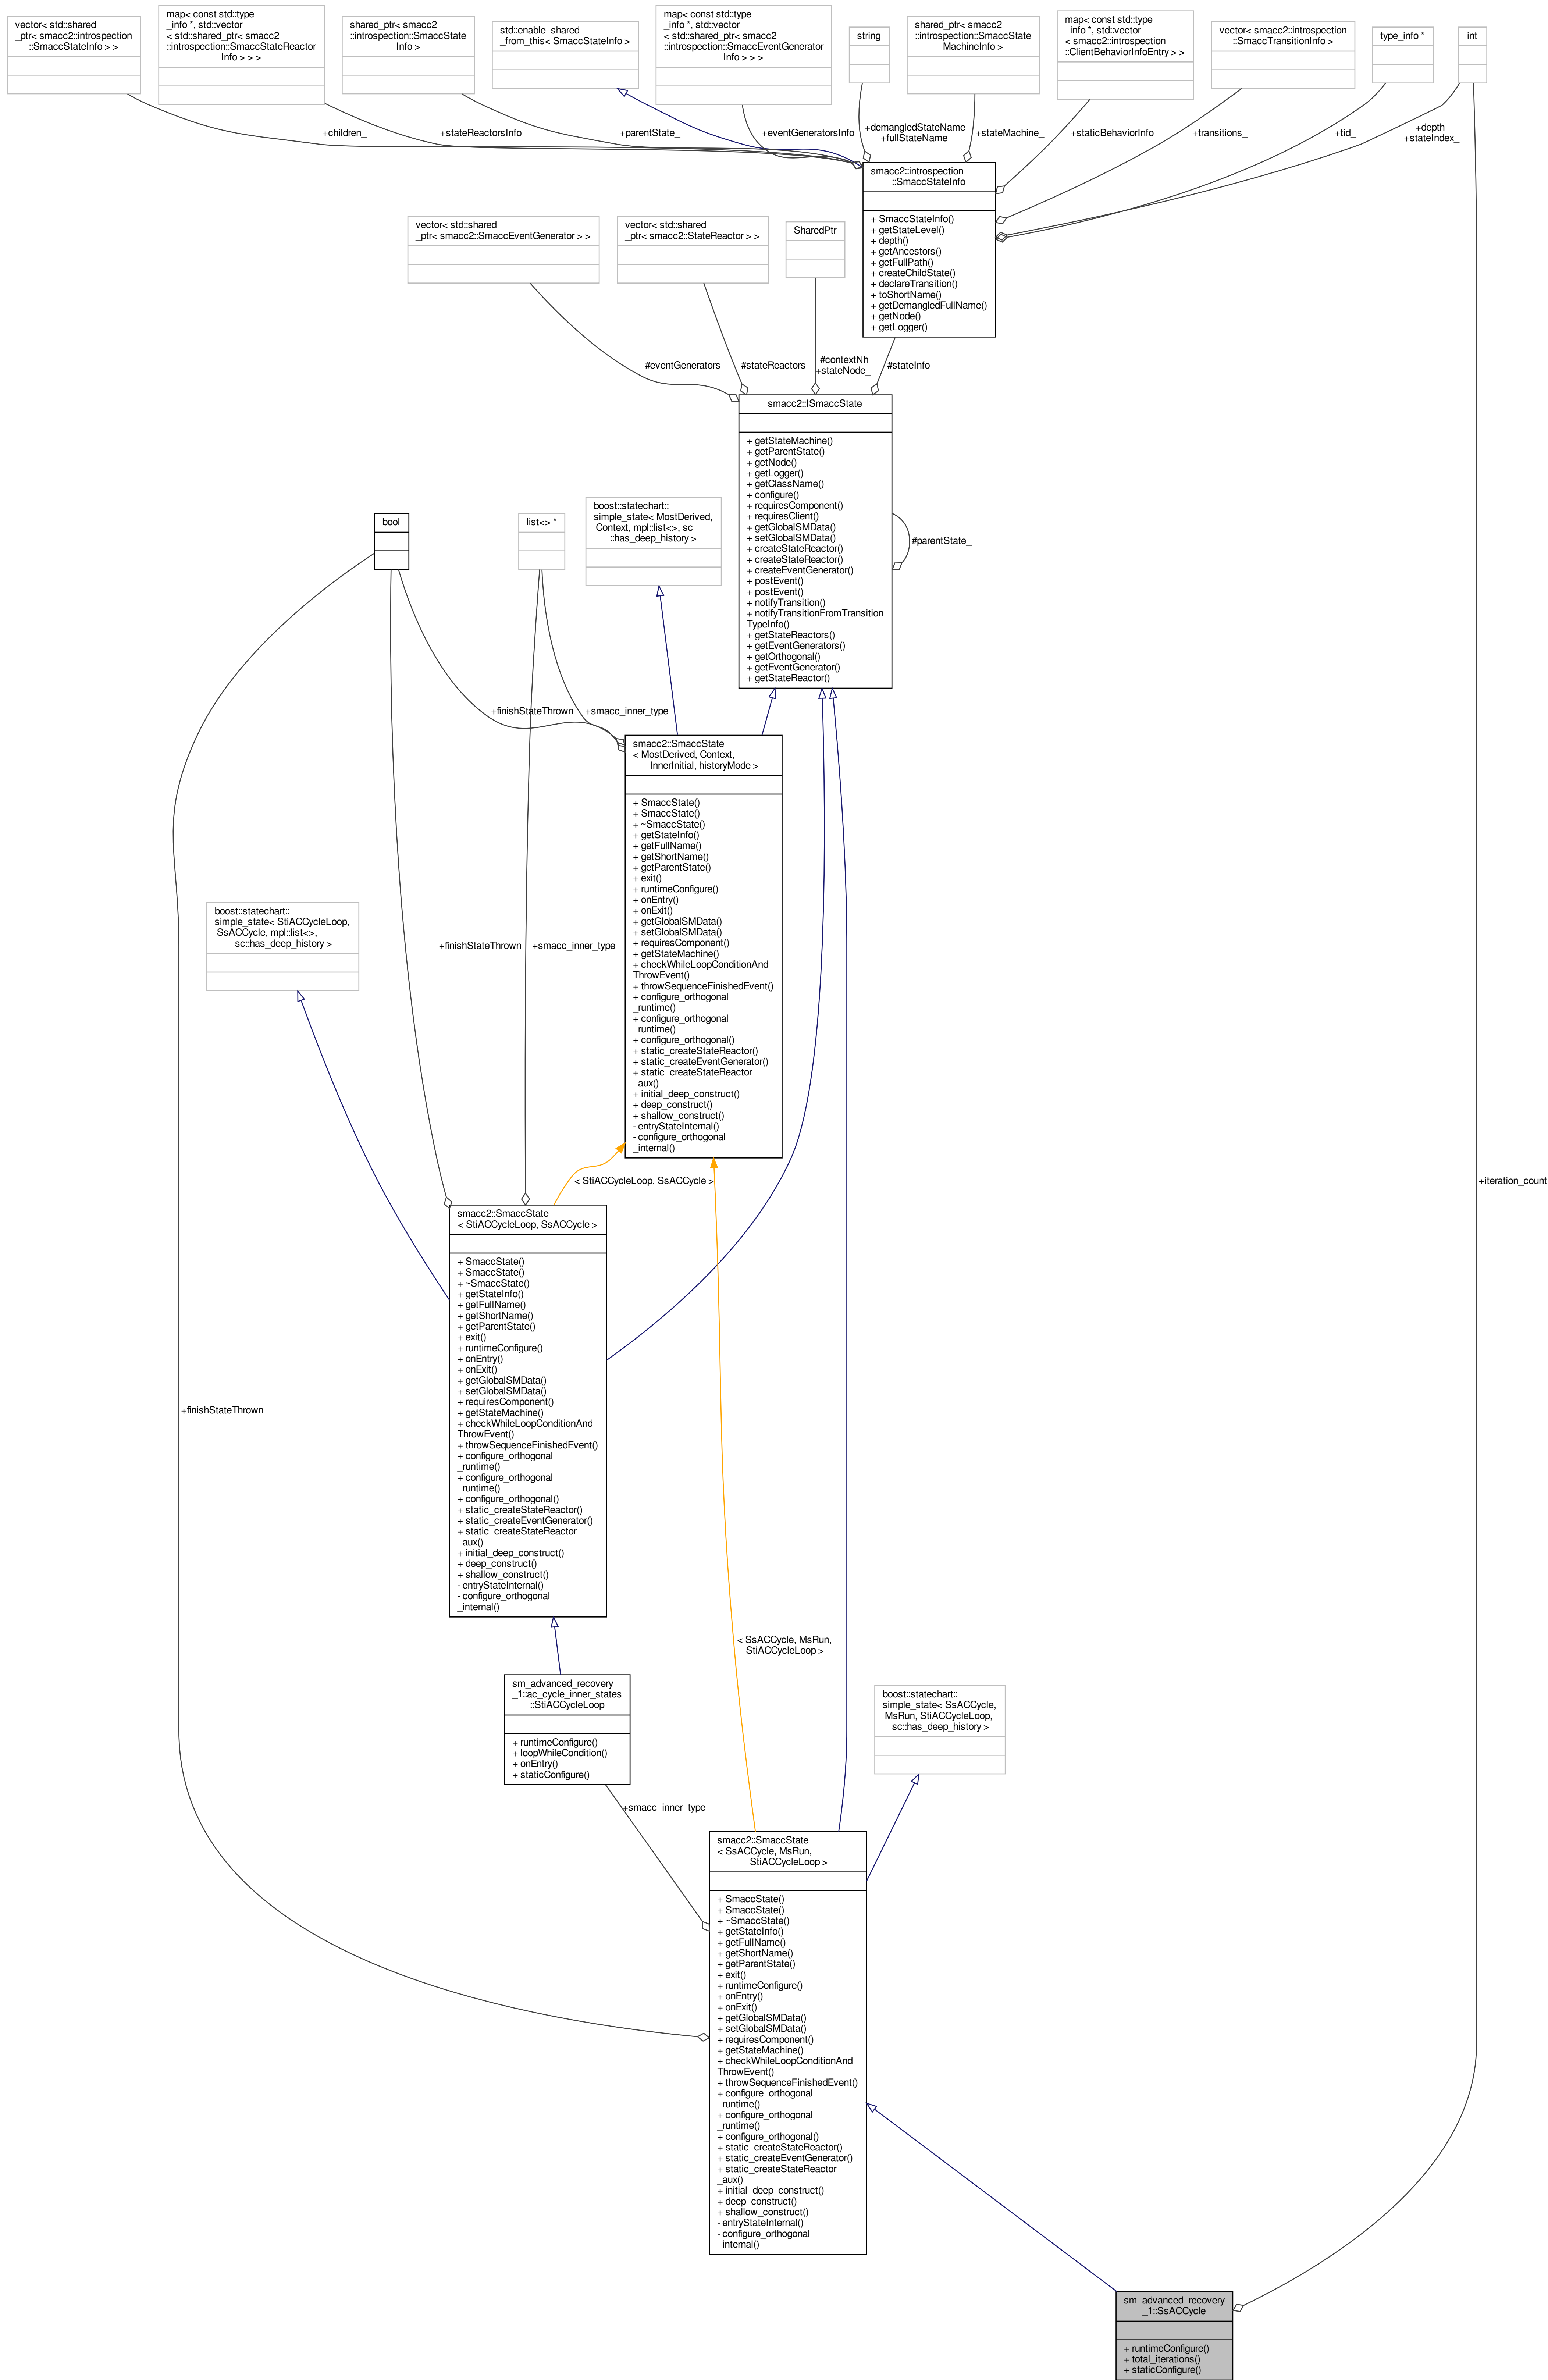 vector< std::shared
_ptr< smacc2::introspection
::SmaccStateInfo > >
map< const std::type
_info *, std::vector
< std::shared_ptr< smacc2
::introspection::SmaccStateReactor
Info > > >
shared_ptr< smacc2
::introspection::SmaccState
Info >
std::enable_shared
_from_this< SmaccStateInfo >
map< const std::type
_info *, std::vector
< std::shared_ptr< smacc2
::introspection::SmaccEventGenerator
Info > > >
string
shared_ptr< smacc2
::introspection::SmaccState
MachineInfo >
map< const std::type
_info *, std::vector
< smacc2::introspection
::ClientBehaviorInfoEntry > >
vector< smacc2::introspection
::SmaccTransitionInfo >
type_info *
int
+children_
+stateReactorsInfo
+parentState_
+eventGeneratorsInfo
+demangledStateName
+fullStateName
+stateMachine_
+staticBehaviorInfo
+transitions_
+tid_
+depth_
+stateIndex_
smacc2::introspection
::SmaccStateInfo
+ SmaccStateInfo()
+ getStateLevel()
+ depth()
+ getAncestors()
+ getFullPath()
+ createChildState()
+ declareTransition()
+ toShortName()
+ getDemangledFullName()
+ getNode()
+ getLogger()
vector< std::shared
_ptr< smacc2::SmaccEventGenerator > >
vector< std::shared
_ptr< smacc2::StateReactor > >
SharedPtr
#eventGenerators_
#stateReactors_
#contextNh
+stateNode_
#stateInfo_
smacc2::ISmaccState
+ getStateMachine()
+ getParentState()
+ getNode()
+ getLogger()
+ getClassName()
+ configure()
+ requiresComponent()
+ requiresClient()
+ getGlobalSMData()
+ setGlobalSMData()
+ createStateReactor()
+ createStateReactor()
+ createEventGenerator()
+ postEvent()
+ postEvent()
+ notifyTransition()
+ notifyTransitionFromTransition
TypeInfo()
+ getStateReactors()
+ getEventGenerators()
+ getOrthogonal()
+ getEventGenerator()
+ getStateReactor()
#parentState_
bool
list<> *
boost::statechart::
simple_state< MostDerived,
Context, mpl::list<>, sc
::has_deep_history >
+finishStateThrown
+smacc_inner_type
smacc2::SmaccState
< MostDerived, Context,
InnerInitial, historyMode >
+ SmaccState()
+ SmaccState()
+ ~SmaccState()
+ getStateInfo()
+ getFullName()
+ getShortName()
+ getParentState()
+ exit()
+ runtimeConfigure()
+ onEntry()
+ onExit()
+ getGlobalSMData()
+ setGlobalSMData()
+ requiresComponent()
+ getStateMachine()
+ checkWhileLoopConditionAnd
ThrowEvent()
+ throwSequenceFinishedEvent()
+ configure_orthogonal
_runtime()
+ configure_orthogonal
_runtime()
+ configure_orthogonal()
+ static_createStateReactor()
+ static_createEventGenerator()
+ static_createStateReactor
_aux()
+ initial_deep_construct()
+ deep_construct()
+ shallow_construct()
- entryStateInternal()
- configure_orthogonal
_internal()
boost::statechart::
simple_state< StiACCycleLoop,
SsACCycle, mpl::list<>,
sc::has_deep_history >
+finishStateThrown
+smacc_inner_type
< StiACCycleLoop, SsACCycle >
+iteration_count
smacc2::SmaccState
< StiACCycleLoop, SsACCycle >
+ SmaccState()
+ SmaccState()
+ ~SmaccState()
+ getStateInfo()
+ getFullName()
+ getShortName()
+ getParentState()
+ exit()
+ runtimeConfigure()
+ onEntry()
+ onExit()
+ getGlobalSMData()
+ setGlobalSMData()
+ requiresComponent()
+ getStateMachine()
+ checkWhileLoopConditionAnd
ThrowEvent()
+ throwSequenceFinishedEvent()
+ configure_orthogonal
_runtime()
+ configure_orthogonal
_runtime()
+ configure_orthogonal()
+ static_createStateReactor()
+ static_createEventGenerator()
+ static_createStateReactor
_aux()
+ initial_deep_construct()
+ deep_construct()
+ shallow_construct()
- entryStateInternal()
- configure_orthogonal
_internal()
+finishStateThrown
< SsACCycle, MsRun,
StiACCycleLoop >
sm_advanced_recovery
_1::ac_cycle_inner_states
::StiACCycleLoop
+ runtimeConfigure()
+ loopWhileCondition()
+ onEntry()
+ staticConfigure()
boost::statechart::
simple_state< SsACCycle,
MsRun, StiACCycleLoop,
sc::has_deep_history >
+smacc_inner_type
smacc2::SmaccState
< SsACCycle, MsRun,
StiACCycleLoop >
+ SmaccState()
+ SmaccState()
+ ~SmaccState()
+ getStateInfo()
+ getFullName()
+ getShortName()
+ getParentState()
+ exit()
+ runtimeConfigure()
+ onEntry()
+ onExit()
+ getGlobalSMData()
+ setGlobalSMData()
+ requiresComponent()
+ getStateMachine()
+ checkWhileLoopConditionAnd
ThrowEvent()
+ throwSequenceFinishedEvent()
+ configure_orthogonal
_runtime()
+ configure_orthogonal
_runtime()
+ configure_orthogonal()
+ static_createStateReactor()
+ static_createEventGenerator()
+ static_createStateReactor
_aux()
+ initial_deep_construct()
+ deep_construct()
+ shallow_construct()
- entryStateInternal()
- configure_orthogonal
_internal()
sm_advanced_recovery
_1::SsACCycle
+ runtimeConfigure()
+ total_iterations()
+ staticConfigure()